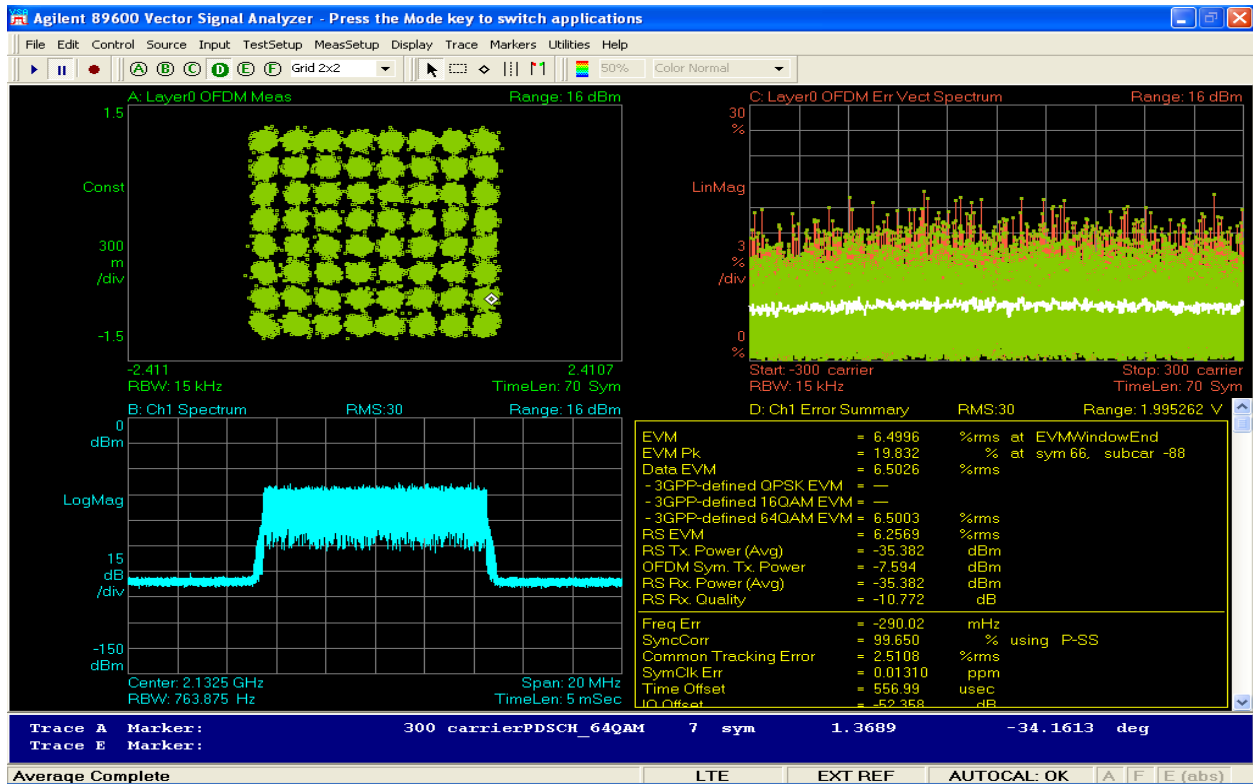 Agilent 89600 Vector Signal Analyzer - Press the Mode key to switch applications
File Edit Control Source Input TestSetup MeasSetup Display Trace Markers Utilities Help
A B C D E F Grid 2x2 50% Color Normal
A: Layer0 OFDM Meas Range: 16 dBm
1.5
Const
300
m
/div
-1.5
-2.411 2.4107
RBW: 15 kHz TimeLen: 70 Sym
C: Layer0 OFDM Err Vect Spectrum Range: 16 dBm
30
%
LinMag
3
%
/div
0
%
Start: -300 carrier Stop: 300 carrier
RBW: 15 kHz TimeLen: 70 Sym
B: Ch1 Spectrum RMS:30 Range: 16 dBm
0
dBm
LogMag
15
dB
/div
-150
dBm
Center: 2.1325 GHz Span: 20 MHz
RBW: 763.875 Hz TimeLen: 5 mSec
D: Ch1 Error Summary RMS:30 Range: 1.995262 V
EVM = 6.4996 %rms at EVMWindowEnd
EVM Pk = 19.832 % at sym 66, subcar -88
Data EVM = 6.5026 %rms
- 3GPP-defined QPSK EVM = —
- 3GPP-defined 16QAM EVM = —
- 3GPP-defined 64QAM EVM = 6.5003 %rms
RS EVM = 6.2569 %rms
RS Tx. Power (Avg) = -35.382 dBm
OFDM Sym. Tx. Power = -7.594 dBm
RS Rx. Power (Avg) = -35.382 dBm
RS Rx. Quality = -10.772 dB
Freq Err = -290.02 mHz
SyncCorr = 99.650 % using P-SS
Common Tracking Error = 2.5108 %rms
SymClk Err = 0.01310 ppm
Time Offset = 556.99 usec
IQ Offset = -52.358 dB
Trace A Marker: 300 carrierPDSCH_64QAM 7 sym 1.3689 -34.1613 deg
Trace E Marker:
Average Complete LTE EXT REF AUTOCAL: OK A F E (abs)